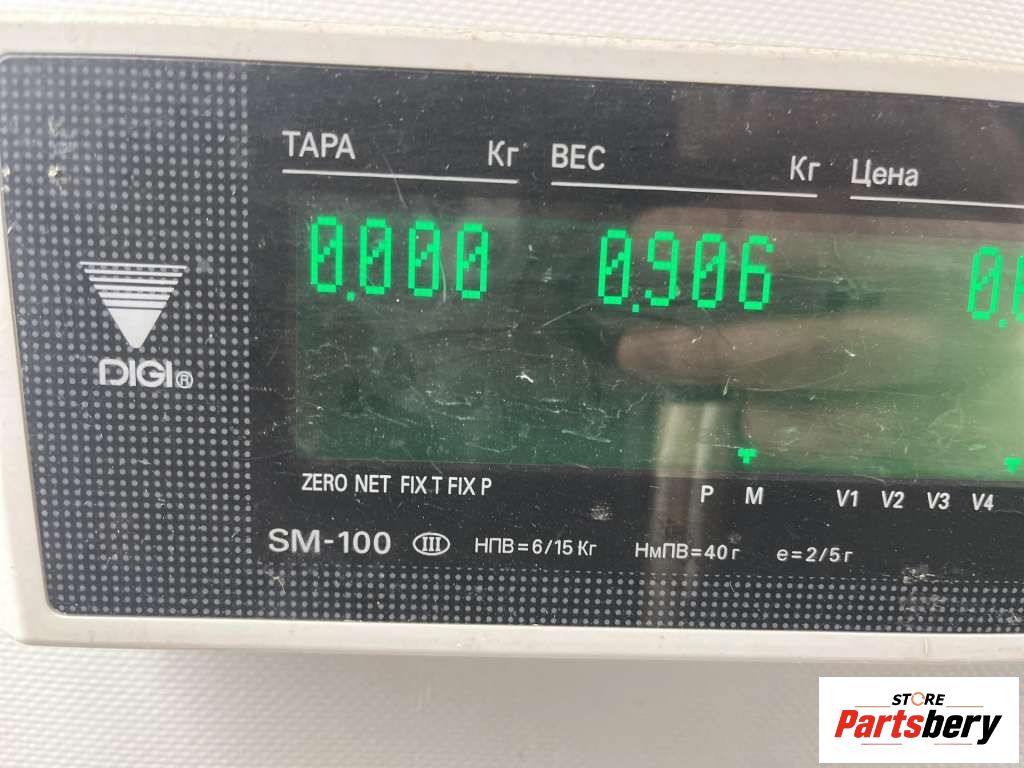 ТАРА Кг ВЕС Кг Цена
0.000 0.906 0.
DIGI®
ZERO NET FIX T FIX P P M V1 V2 V3 V4
SM-100 III НПВ=6/15 Кг НмПВ=40 г e=2/5 г
STORE
Partsbery